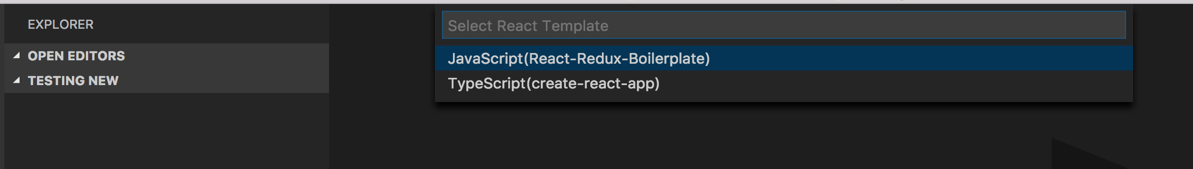 EXPLORER
OPEN EDITORS
TESTING NEW
Select React Template
JavaScript(React-Redux-Boilerplate)
TypeScript(create-react-app)